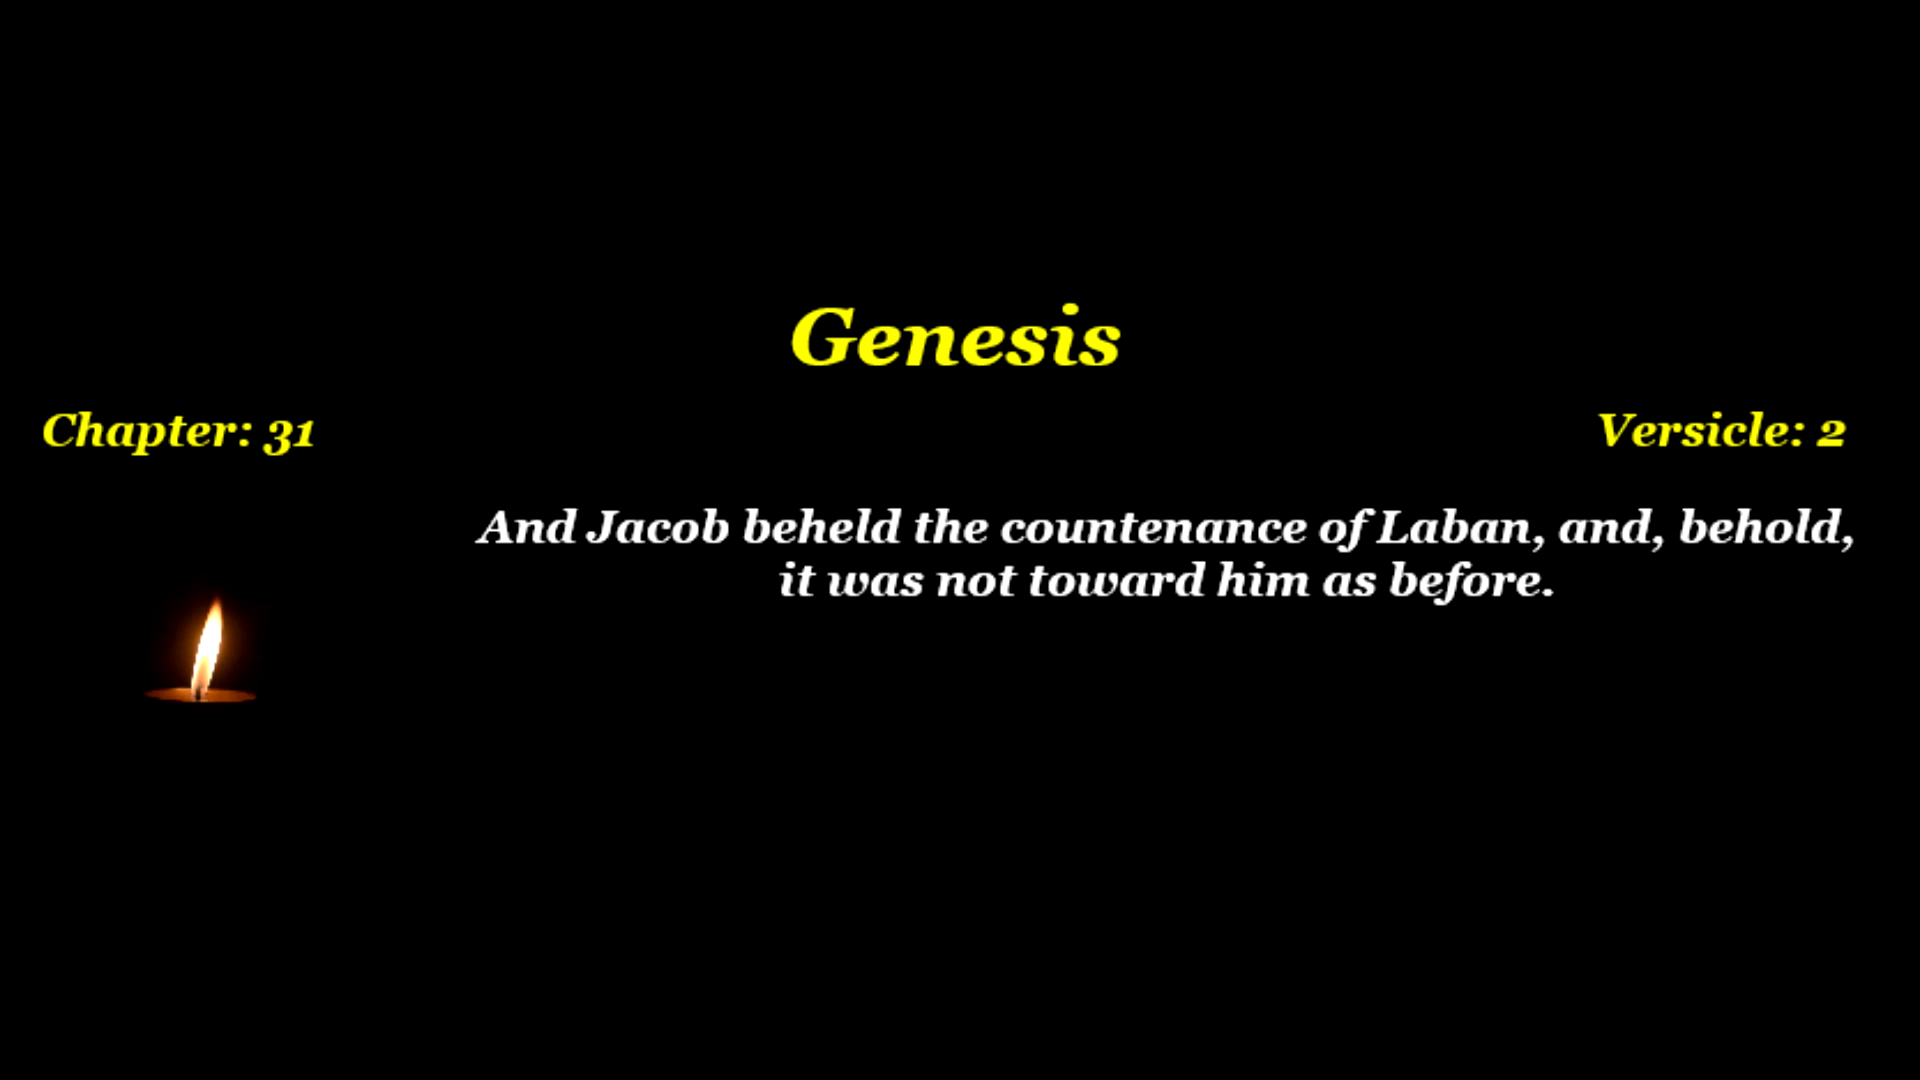 Genesis
Chapter: 31
Versicle: 2
And Jacob beheld the countenance of Laban, and, behold,
it was not toward him as before.